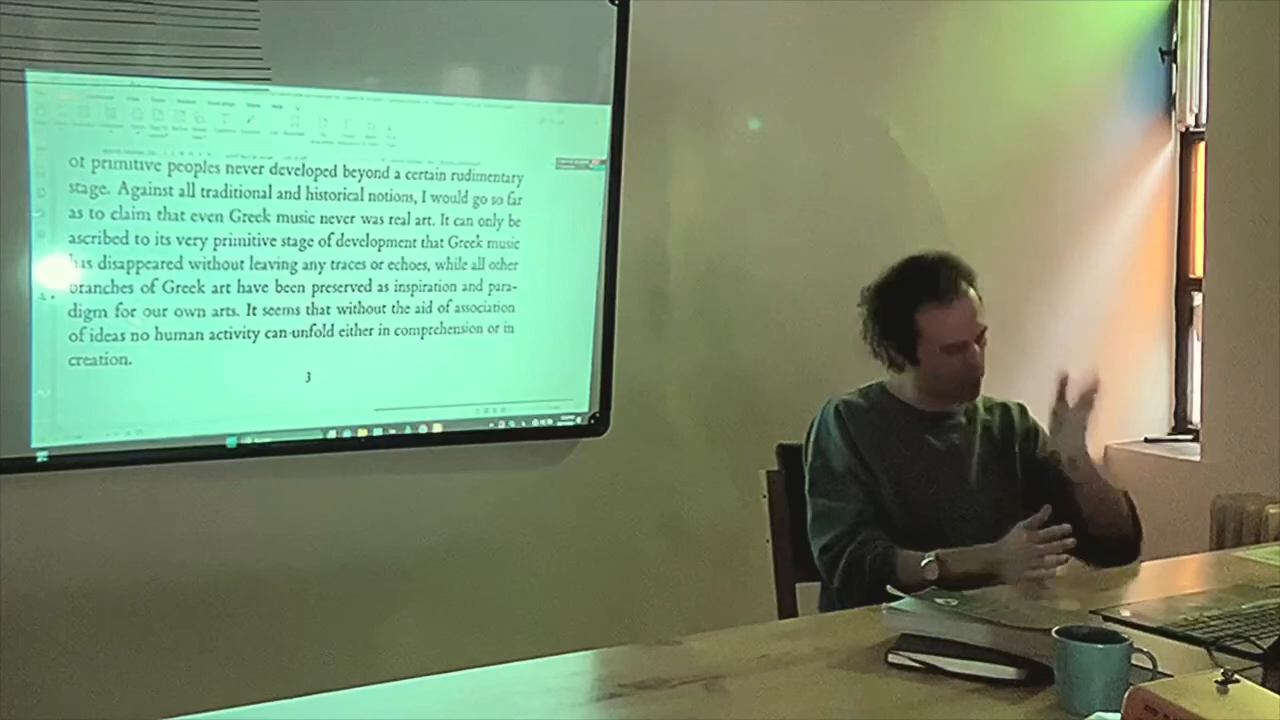 of primitive peoples never developed beyond a certain rudimentary
stage. Against all traditional and historical notions, I would go so far
as to claim that even Greek music never was real art. It can only be
ascribed to its very primitive stage of development that Greek music
has disappeared without leaving any traces or echoes, while all other
branches of Greek art have been preserved as inspiration and para-
digm for our own arts. It seems that without the aid of association
of ideas no human activity can unfold either in comprehension or in
creation.
3